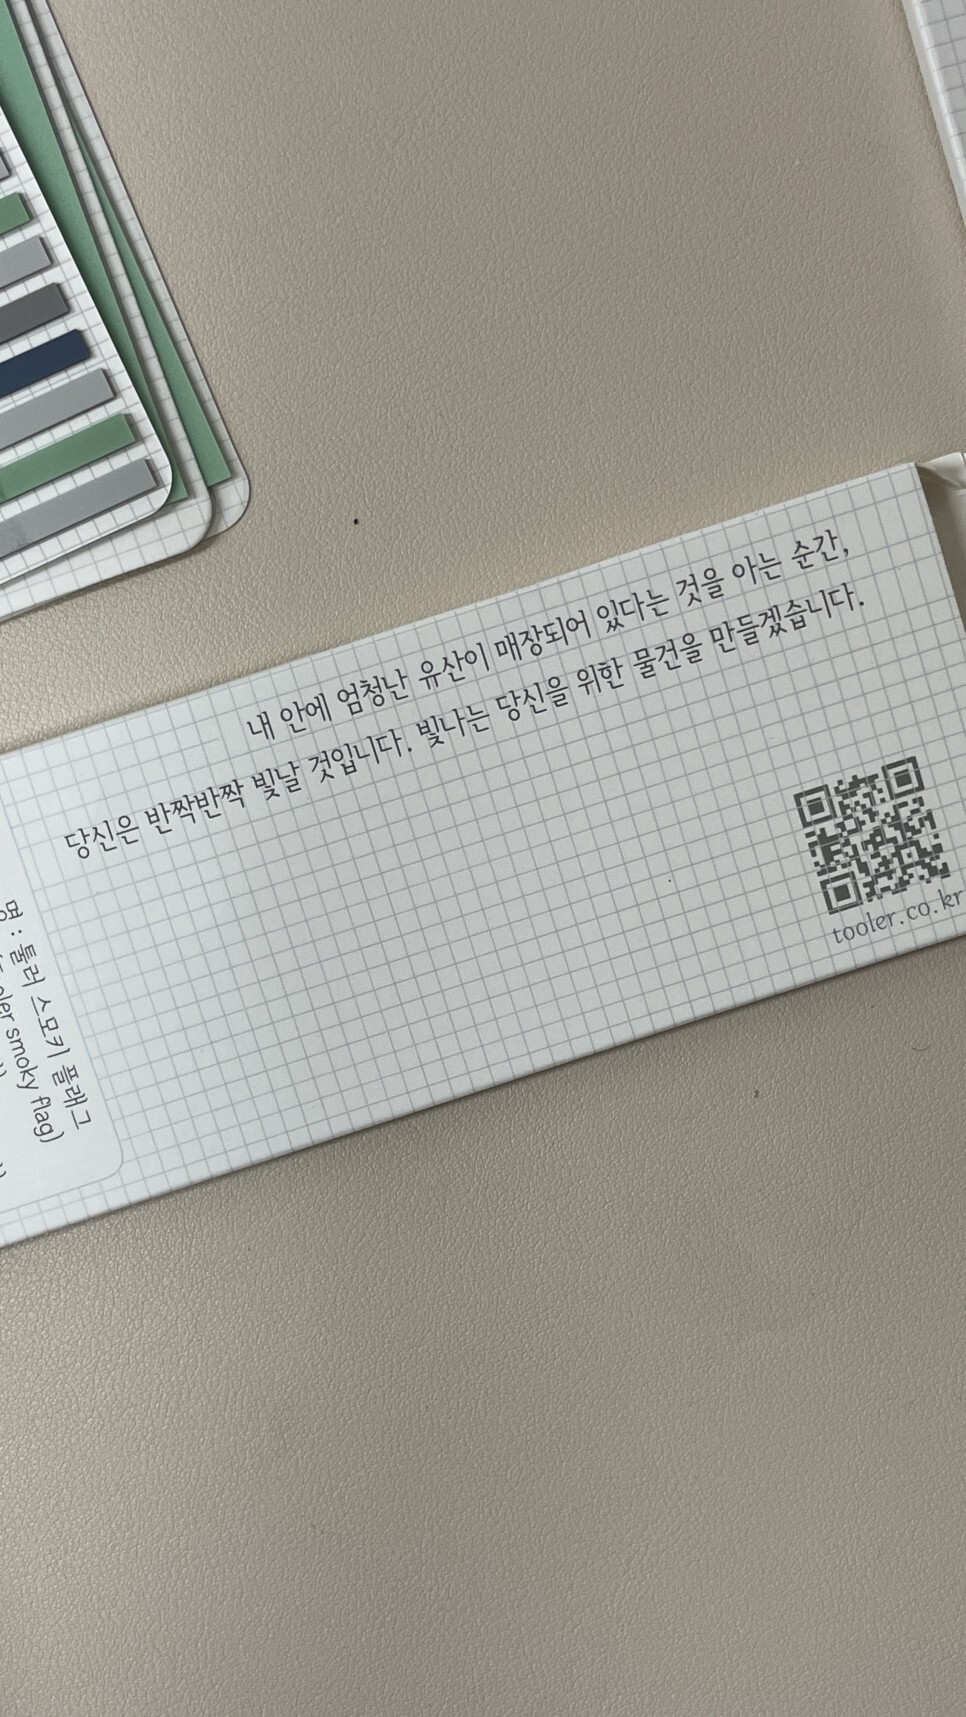 내 안에 엄청난 유산이 매장되어 있다는 것을 아는 순간,
당신은 반짝반짝 빛날 것입니다. 빛나는 당신을 위한 물건을 만들겠습니다.
tooler.co.kr
명 : 툴러 스모키 플래그
smoky flag)